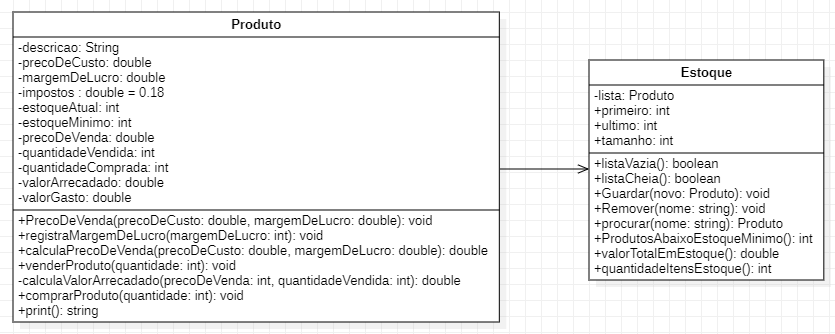 Produto
-descricao: String
-precoDeCusto: double
-margemDeLucro: double
-impostos : double = 0.18
-estoqueAtual: int
-estoqueMinimo: int
-precoDeVenda: double
-quantidadeVendida: int
-quantidadeComprada: int
-valorArrecadado: double
-valorGasto: double
+PrecoDeVenda(precoDeCusto: double, margemDeLucro: double): void
+registraMargemDeLucro(margemDeLucro: int): void
+calculaPrecoDeVenda(precoDeCusto: double, margemDeLucro: double): double
+venderProduto(quantidade: int): void
-calculaValorArrecadado(precoDeVenda: int, quantidadeVendida: int): double
+comprarProduto(quantidade: int): void
+print(): string
Estoque
-lista: Produto
+primeiro: int
+ultimo: int
+tamanho: int
+listaVazia(): boolean
+listaCheia(): boolean
+Guardar(novo: Produto): void
+Remover(nome: string): void
+procurar(nome: string): Produto
+ProdutosAbaixoEstoqueMinimo(): int
+valorTotalEmEstoque(): double
+quantidadeItensEstoque(): int